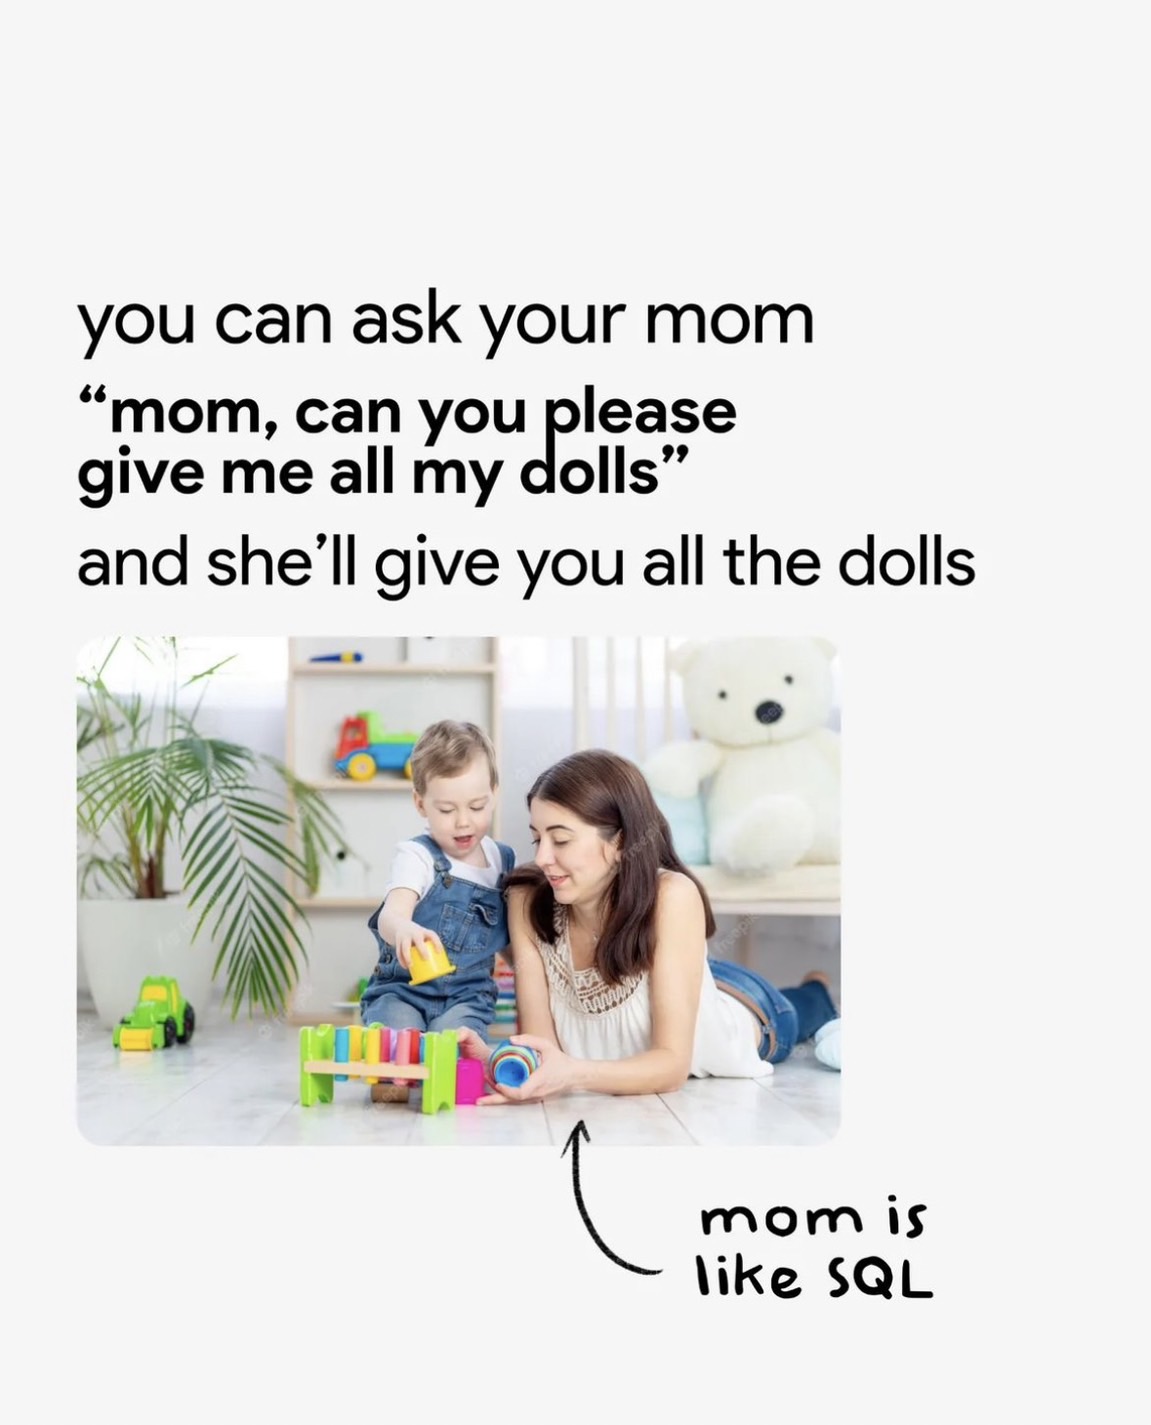 you can ask your mom
“mom, can you please
give me all my dolls”
and she’ll give you all the dolls
mom is
like SQL